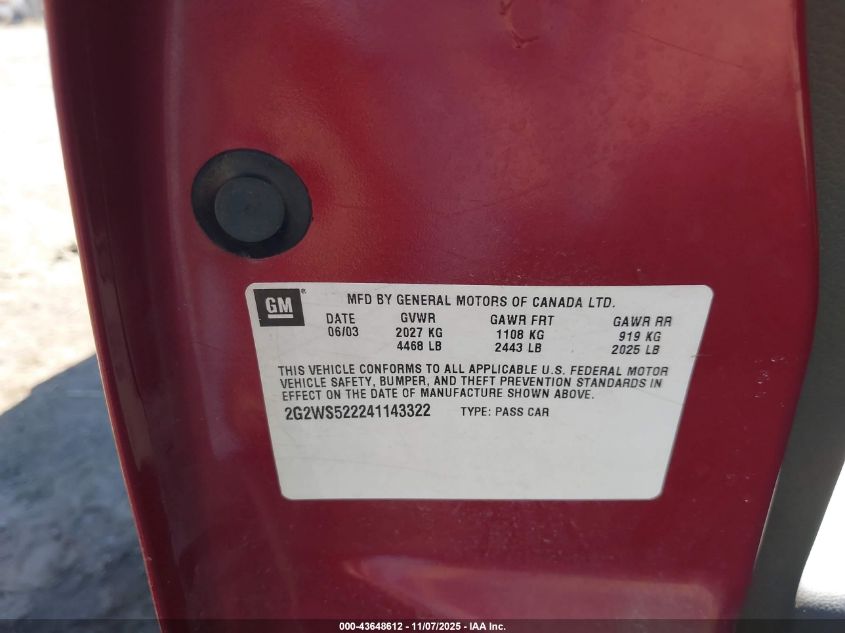 GM ®
MFD BY GENERAL MOTORS OF CANADA LTD.
DATE GVWR GAWR FRT GAWR RR
06/03 2027 KG 1108 KG 919 KG
4468 LB 2443 LB 2025 LB
THIS VEHICLE CONFORMS TO ALL APPLICABLE U.S. FEDERAL MOTOR
VEHICLE SAFETY, BUMPER, AND THEFT PREVENTION STANDARDS IN
EFFECT ON THE DATE OF MANUFACTURE SHOWN ABOVE.
2G2WS522241143322 TYPE: PASS CAR
000-43648612 - 11/07/2025 - IAA Inc.